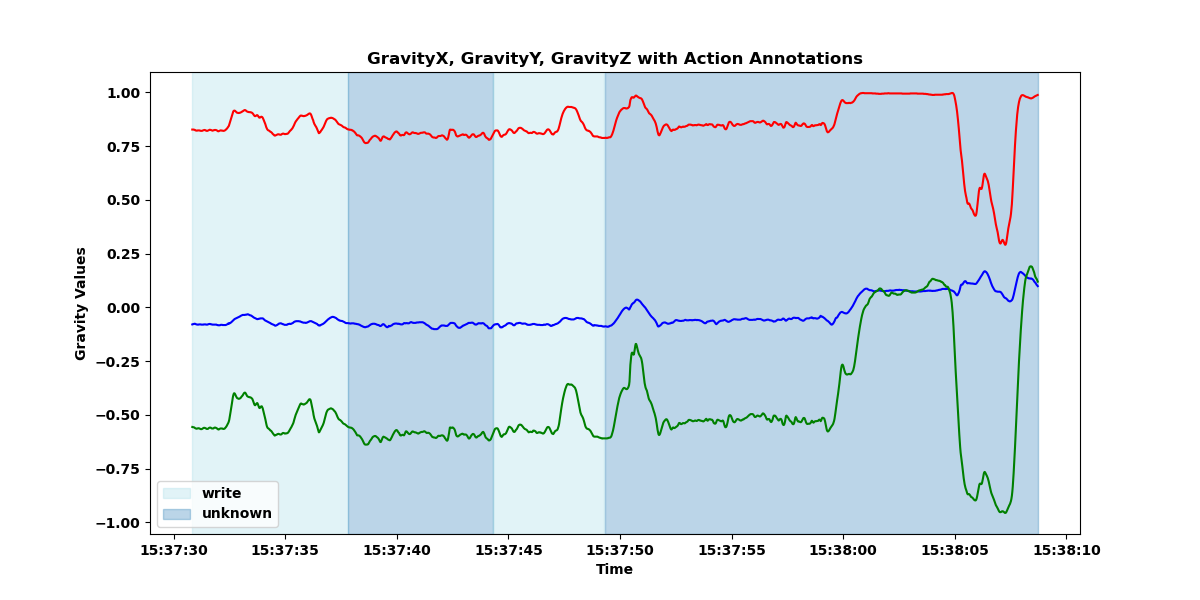 GravityX, GravityY, GravityZ with Action Annotations
1.00
0.75
0.50
0.25
0.00
−0.25
−0.50
−0.75
−1.00
Gravity Values
write
unknown
15:37:30 15:37:35 15:37:40 15:37:45 15:37:50 15:37:55 15:38:00 15:38:05 15:38:10
Time